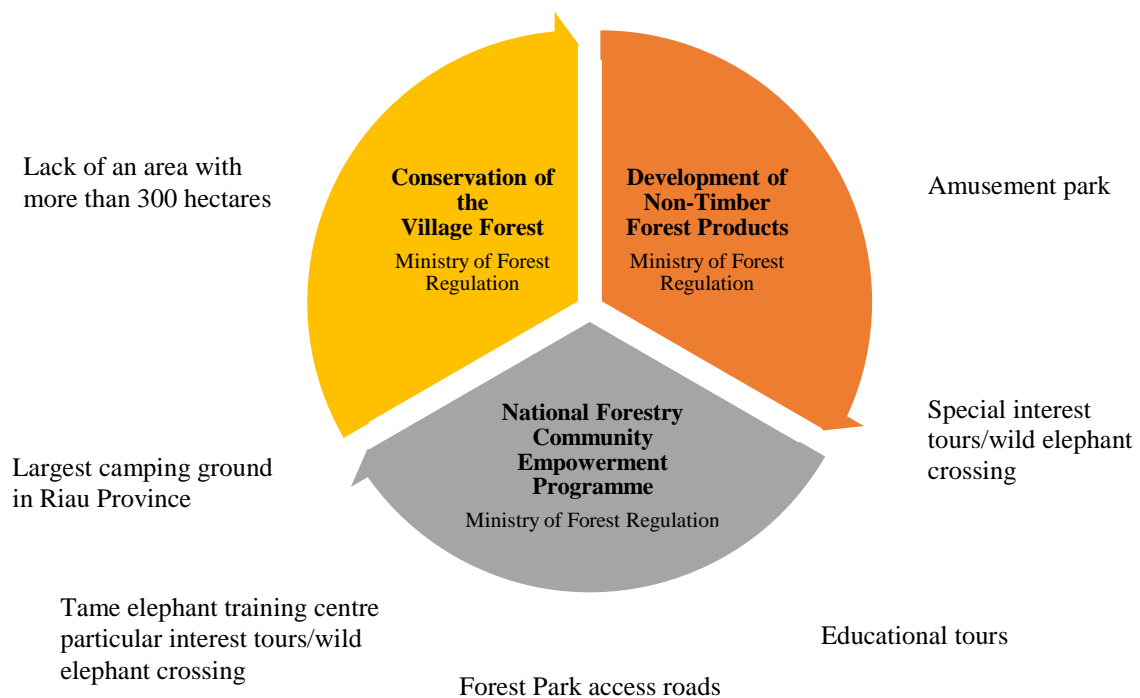 Lack of an area with
more than 300 hectares
Conservation of
the
Village Forest
Ministry of Forest
Regulation
Development of
Non-Timber
Forest Products
Ministry of Forest
Regulation
Amusement park
National Forestry
Community
Empowerment
Programme
Ministry of Forest Regulation
Special interest
tours/wild elephant
crossing
Largest camping ground
in Riau Province
Tame elephant training centre
particular interest tours/wild
elephant crossing
Educational tours
Forest Park access roads